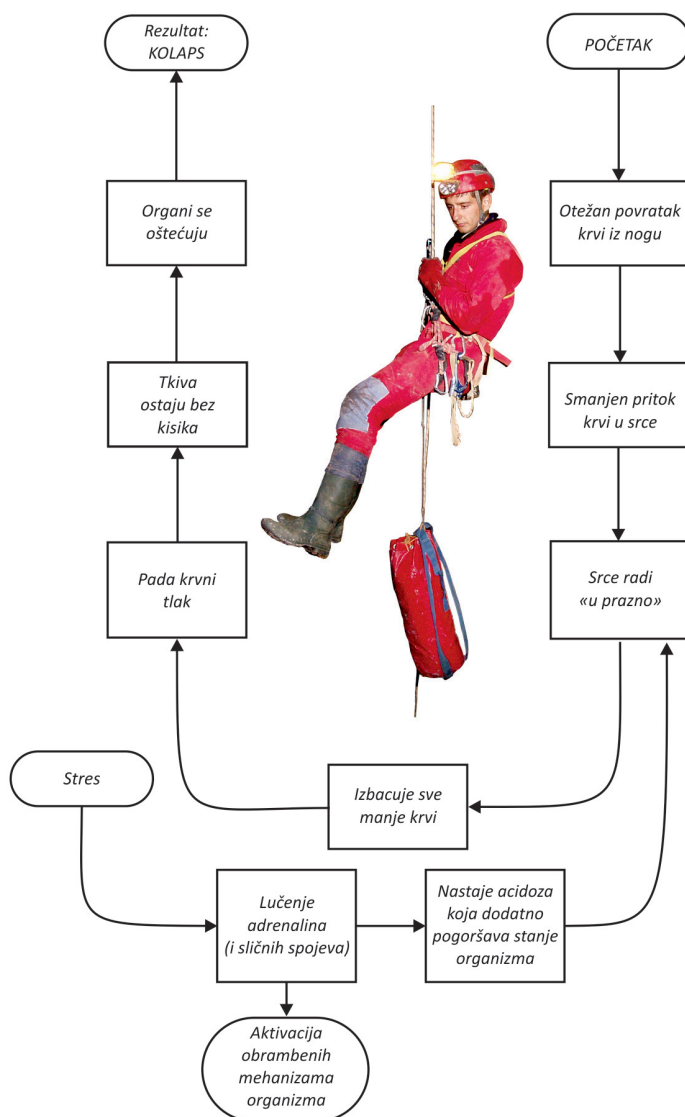 Rezultat:
KOLAPS
POČETAK
Organi se
oštećuju
Otežan povratak
krvi iz nogu
Tkiva
ostaju bez
kisika
Smanjen pritok
krvi u srce
Pada krvni
tlak
Srce radi
«u prazno»
Stres
Izbacuje sve
manje krvi
Lučenje
adrenalina
(i sličnih spojeva)
Nastaje acidoza
koja dodatno
pogoršava stanje
organizma
Aktivacija
obrambenih
mehanizama
organizma